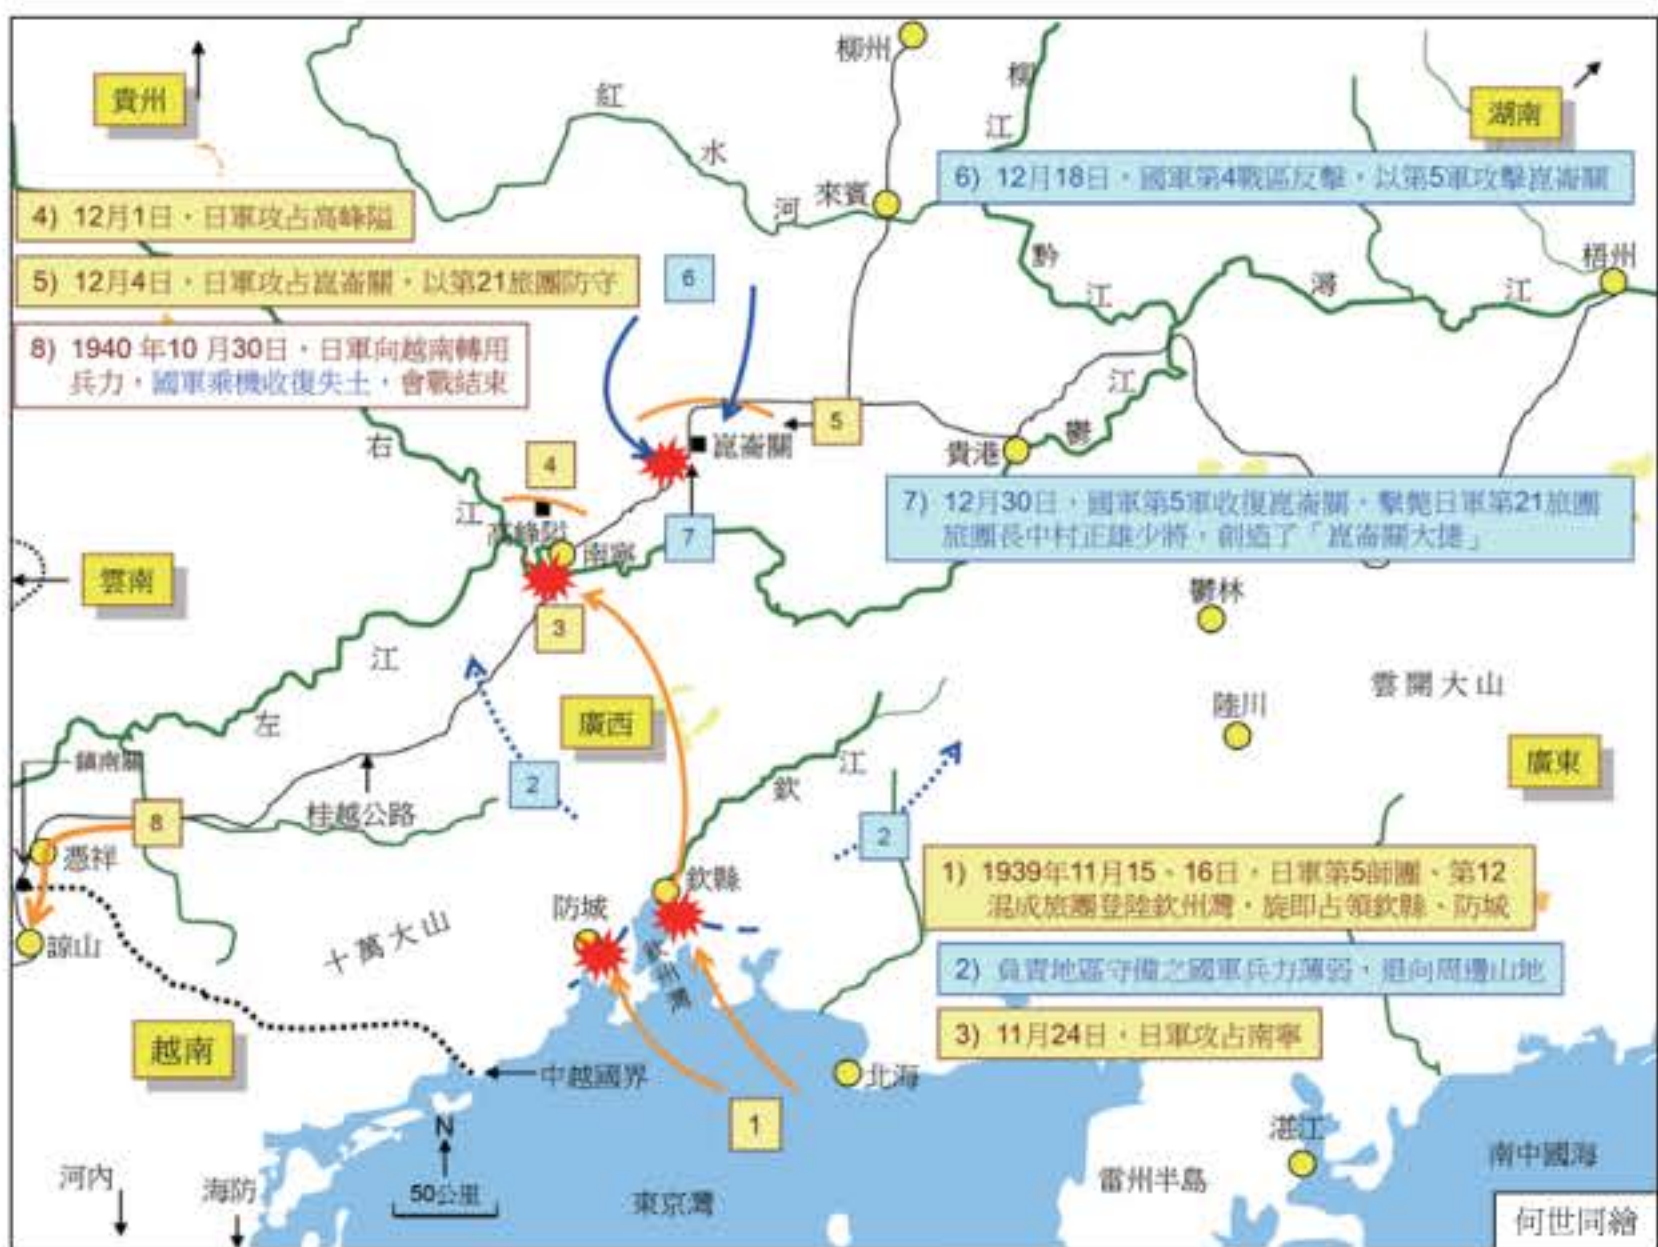 貴州
柳州
紅
水
河
柳
江
湖南
來賓
6) 12月18日，國軍第4戰區反擊，以第5軍攻擊崑崙關
4) 12月1日，日軍攻占高峰隘
5) 12月4日，日軍攻占崑崙關，以第21旅團防守
8) 1940 年10 月30日，日軍向越南轉用
兵力，國軍乘機收復失土，會戰結束
6
黔
江
潯
江
梧州
右
江
4
崑崙關
5
貴港
鬱
江
7) 12月30日，國軍第5軍收復崑崙關，擊斃日軍第21旅團
旅團長中村正雄少將，創造了「崑崙關大捷」
高峰隘
南寧
7
雲南
3
鬱林
江
左
廣西
雲開大山
陸川
廣東
鎮南關
2
江
欽
桂越公路
8
2
憑祥
諒山
十萬大山
防城
欽縣
欽州灣
1) 1939年11月15、16日，日軍第5師團、第12
混成旅團登陸欽州灣，旋即占領欽縣、防城
2) 負責地區守備之國軍兵力薄弱，退向周邊山地
3) 11月24日，日軍攻占南寧
越南
中越國界
北海
1
N
50公里
河內
海防
東京灣
湛江
雷州半島
南中國海
何世同繪